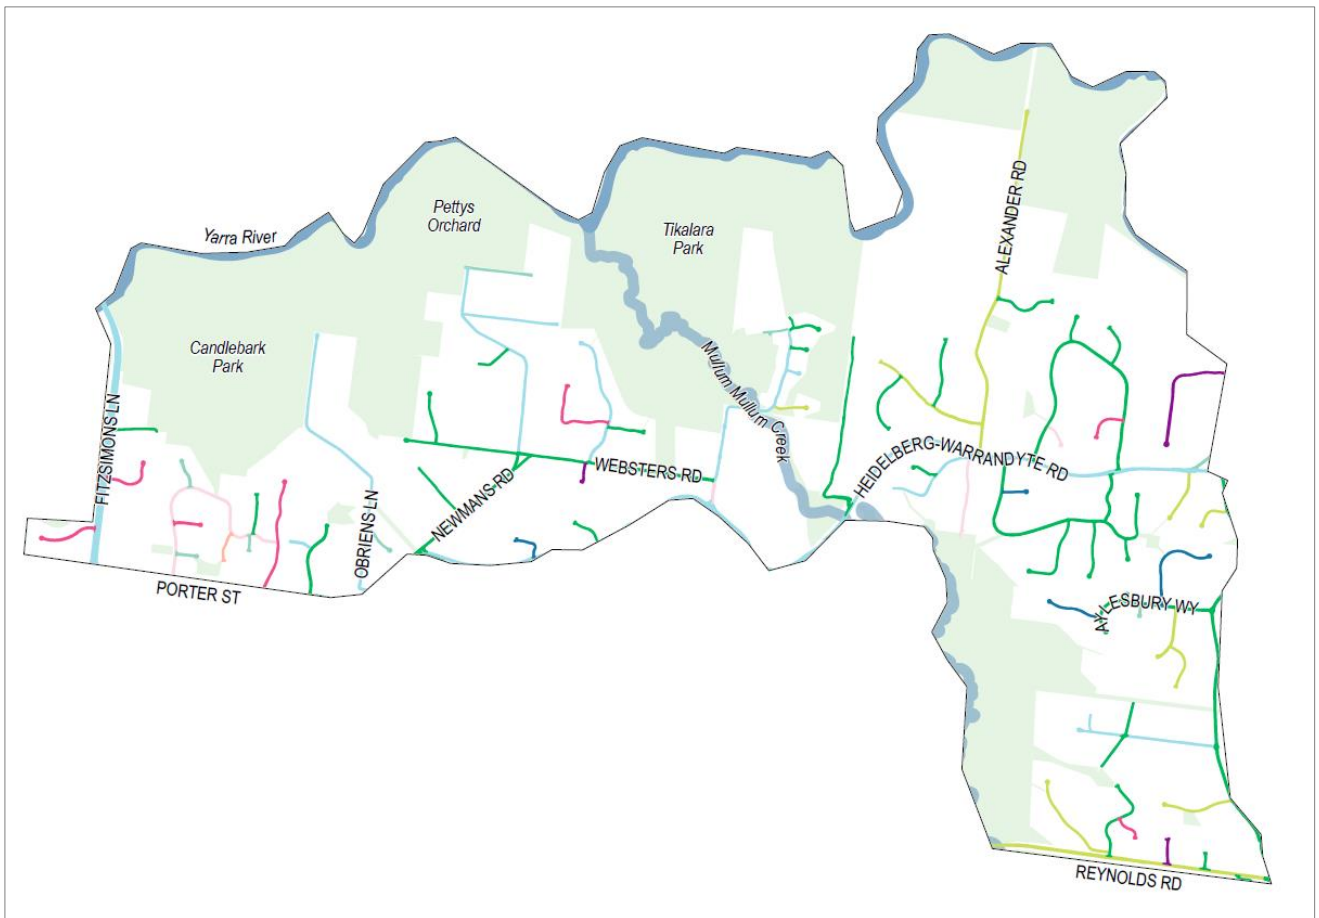 Yarra River
Pettys
Orchard
Tikalara
Park
Candlebark
Park
Mullum Mullum Creek
ALEXANDER RD
FITZSIMONS LN
HEIDELBERG-WARRANDYTE RD
WEBSTERS RD
NEWMANS RD
OBRIENS LN
PORTER ST
AYLESBURY WY
REYNOLDS RD